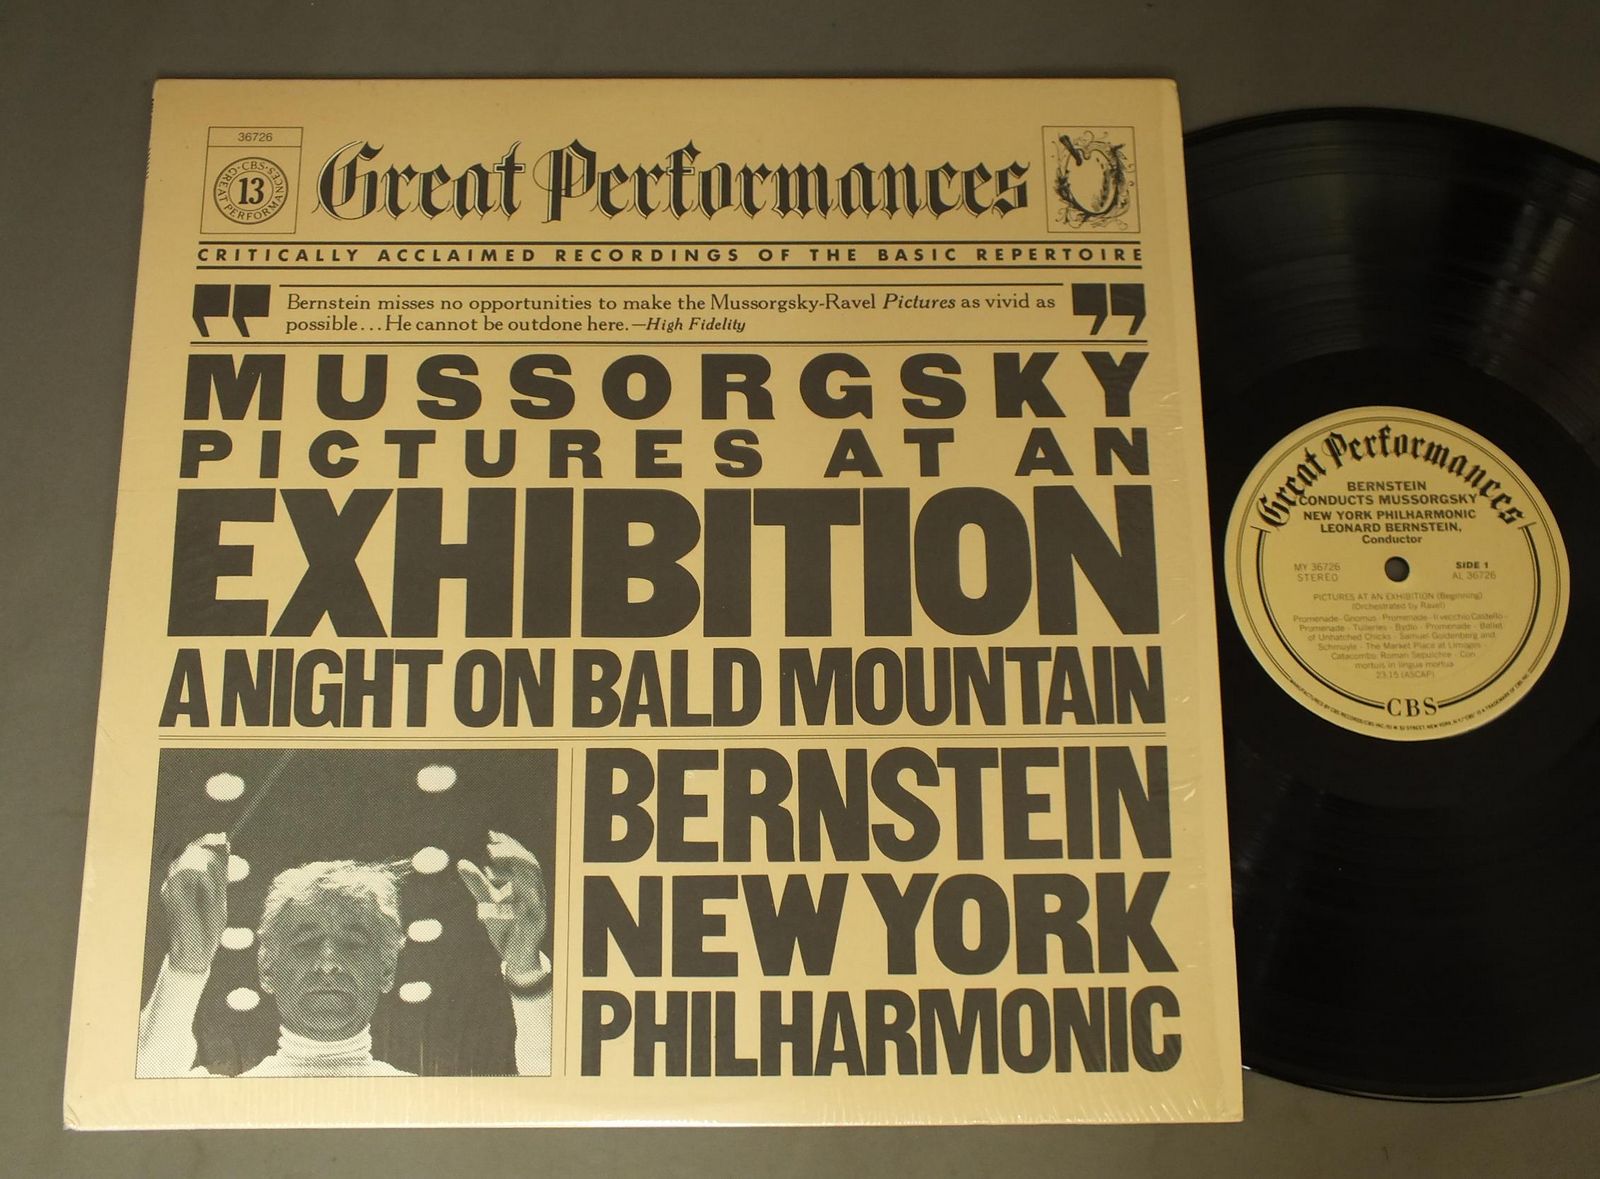 36726
·CBS·
13
GREAT PERFORMANCES
Great Performances
CRITICALLY ACCLAIMED RECORDINGS OF THE BASIC REPERTOIRE
“ Bernstein misses no opportunities to make the Mussorgsky-Ravel Pictures as vivid as ”
possible...He cannot be outdone here.—High Fidelity
MUSSORGSKY
PICTURES AT AN
EXHIBITION
A NIGHT ON BALD MOUNTAIN
BERNSTEIN
NEW YORK
PHILHARMONIC
Great Performances
BERNSTEIN
CONDUCTS MUSSORGSKY
NEW YORK PHILHARMONIC
LEONARD BERNSTEIN,
Conductor
MY 36726
STEREO
SIDE 1
AL 36726
PICTURES AT AN EXHIBITION (Beginning)
(Orchestrated by Ravel)
Promenade - Gnomus - Promenade - Il vecchio Castello -
Promenade - Tuileries - Bydlo - Promenade - Ballet
of Unhatched Chicks - Samuel Goldenberg and
Schmuyle - The Market Place at Limoges -
Catacombs: Roman Sepulchre - Con
mortuis in lingua mortua
23:15 (ASCAP)
CBS